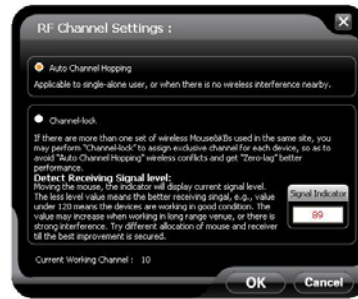 RF Channel Settings :
X
Auto Channel Hopping
Applicable to single-alone user, or when there is no wireless interference nearby.
Channel-lock
If there are more than one set of wireless Mouse&KBs used in the same site, you
may perform "Channel-lock" to assign exclusive channel for each device, so as to
avoid "Auto Channel Hopping" wireless conflicts and get "Zero-lag" better
performance.
Detect Receiving Signal level:
Moving the mouse, the indicator will display current signal level.
The less level value means the better receiving singal, e.g., value
under 120 means the devices are working in good condition. The
value may increase when working in long range venue, or there is
strong interference. Try different allocation of mouse and receiver
till the best improvement is secured.
Signal Indicator
89
Current Working Channel : 10
OK
Cancel